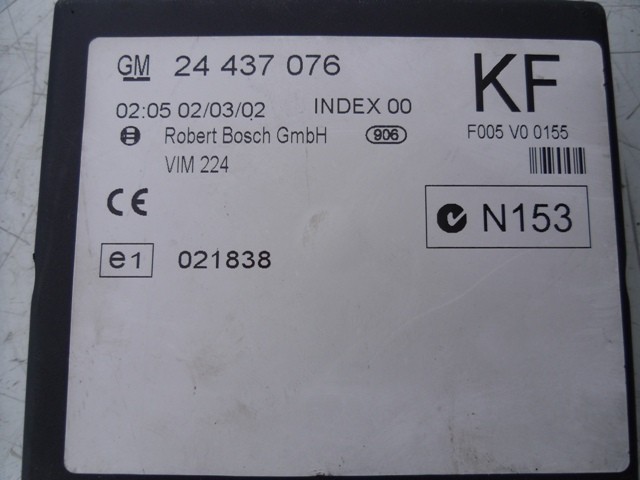 GM 24 437 076
KF
02:05 02/03/02 INDEX 00
F005 V0 0155
Robert Bosch GmbH 906
VIM 224
CE
N153
e1 021838